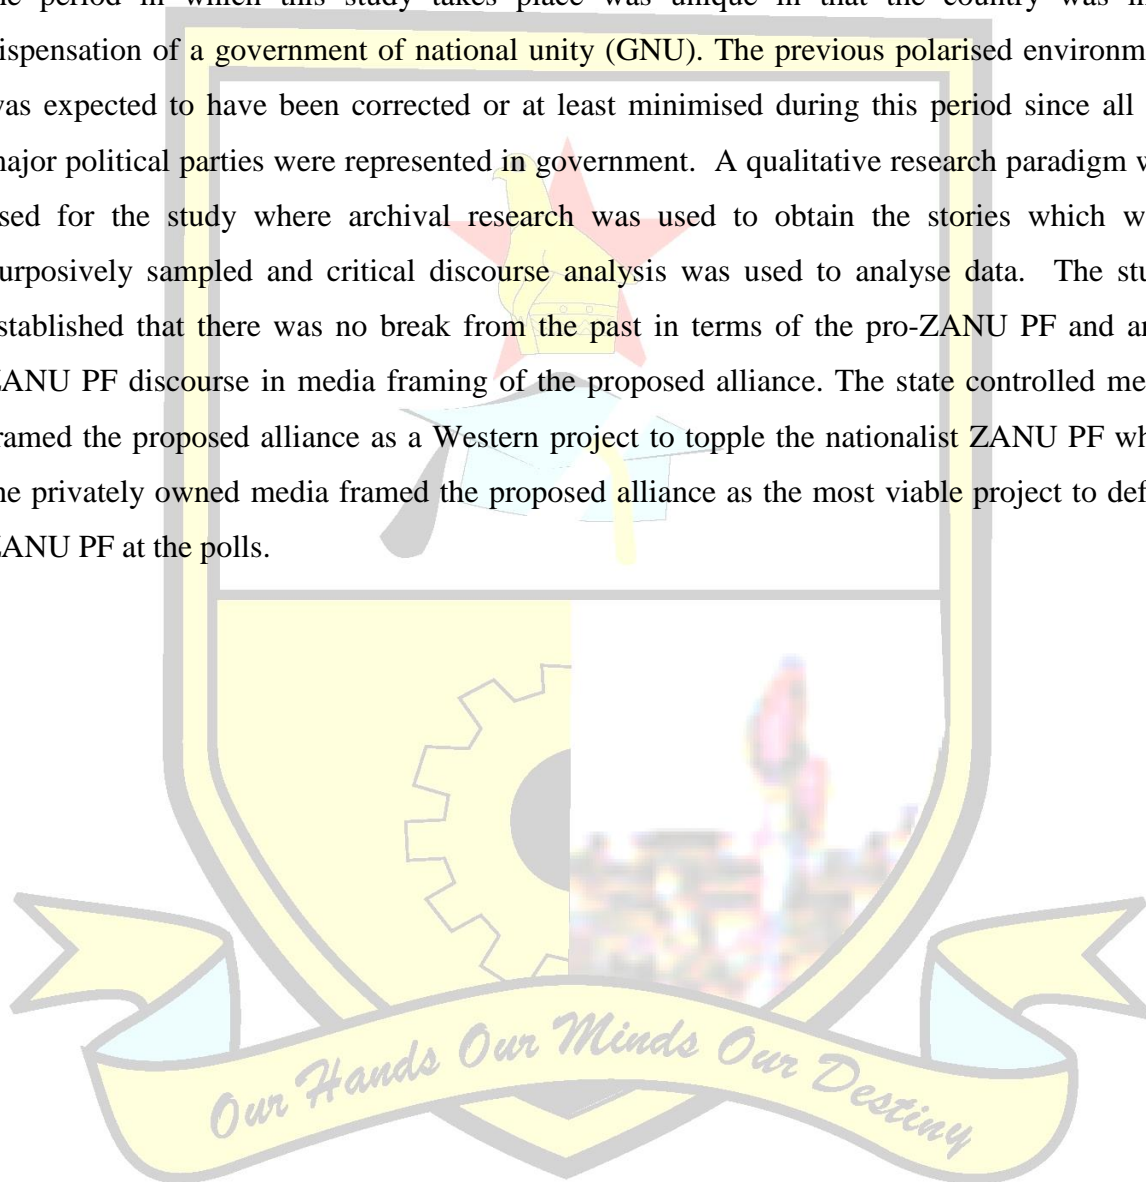 he period in which this study takes place was unique in that the country was in
ispensation of a government of national unity (GNU). The previous polarised environm
was expected to have been corrected or at least minimised during this period since all
major political parties were represented in government. A qualitative research paradigm w
used for the study where archival research was used to obtain the stories which w
urposively sampled and critical discourse analysis was used to analyse data. The stu
stablished that there was no break from the past in terms of the pro-ZANU PF and an
ZANU PF discourse in media framing of the proposed alliance. The state controlled me
ramed the proposed alliance as a Western project to topple the nationalist ZANU PF wh
he privately owned media framed the proposed alliance as the most viable project to def
ZANU PF at the polls.
Our Hands Our Minds Our Destiny